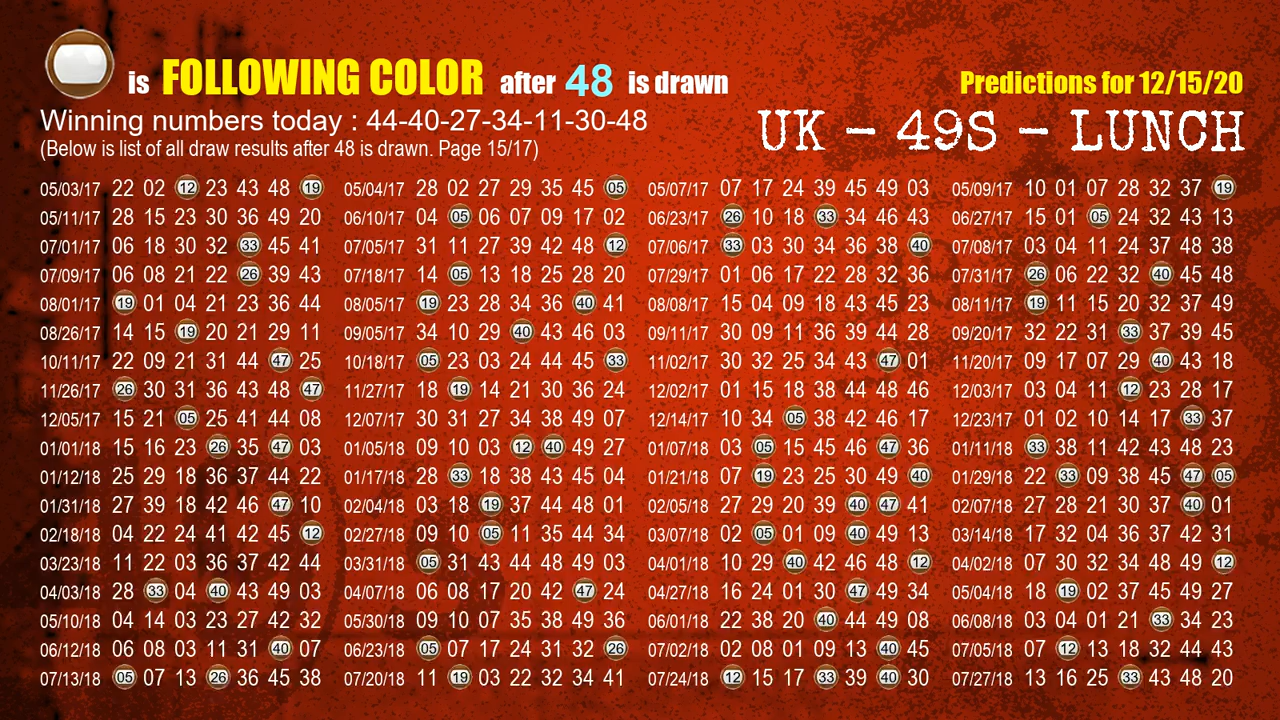 is FOLLOWING COLOR after 48 is drawn
Predictions for 12/15/20
Winning numbers today : 44-40-27-34-11-30-48
UK - 49S - LUNCH
(Below is list of all draw results after 48 is drawn. Page 15/17)
05/03/17 22 02 12 23 43 48 19 05/04/17 28 02 27 29 35 45 05 05/07/17 07 17 24 39 45 49 03 05/09/17 10 01 07 28 32 37 19
05/11/17 28 15 23 30 36 49 20 06/10/17 04 05 06 07 09 17 02 06/23/17 26 10 18 33 34 46 43 06/27/17 15 01 05 24 32 43 13
07/01/17 06 18 30 32 33 45 41 07/05/17 31 11 27 39 42 48 12 07/06/17 33 03 30 34 36 38 40 07/08/17 03 04 11 24 37 48 38
07/09/17 06 08 21 22 26 39 43 07/18/17 14 05 13 18 25 28 20 07/29/17 01 06 17 22 28 32 36 07/31/17 26 06 22 32 40 45 48
08/01/17 19 01 04 21 23 36 44 08/05/17 19 23 28 34 36 40 41 08/08/17 15 04 09 18 43 45 23 08/11/17 19 11 15 20 32 37 49
08/26/17 14 15 19 20 21 29 11 09/05/17 34 10 29 40 43 46 03 09/11/17 30 09 11 36 39 44 28 09/20/17 32 22 31 33 37 39 45
10/11/17 22 09 21 31 44 47 25 10/18/17 05 23 03 24 44 45 33 11/02/17 30 32 25 34 43 47 01 11/20/17 09 17 07 29 40 43 18
11/26/17 26 30 31 36 43 48 47 11/27/17 18 19 14 21 30 36 24 12/02/17 01 15 18 38 44 48 46 12/03/17 03 04 11 12 23 28 17
12/05/17 15 21 05 25 41 44 08 12/07/17 30 31 27 34 38 49 07 12/14/17 10 34 05 38 42 46 17 12/23/17 01 02 10 14 17 33 37
01/01/18 15 16 23 26 35 47 03 01/05/18 09 10 03 12 40 49 27 01/07/18 03 05 15 45 46 47 36 01/11/18 33 38 11 42 43 48 23
01/12/18 25 29 18 36 37 44 22 01/17/18 28 33 18 38 43 45 04 01/21/18 07 19 23 25 30 49 40 01/29/18 22 33 09 38 45 47 05
01/31/18 27 39 18 42 46 47 10 02/04/18 03 18 19 37 44 48 01 02/05/18 27 29 20 39 40 47 41 02/07/18 27 28 21 30 37 40 01
02/18/18 04 22 24 41 42 45 12 02/27/18 09 10 05 11 35 44 34 03/07/18 02 05 01 09 40 49 13 03/14/18 17 32 04 36 37 42 31
03/23/18 11 22 03 36 37 42 44 03/31/18 05 31 43 44 48 49 03 04/01/18 10 29 40 42 46 48 12 04/02/18 07 30 32 34 48 49 12
04/03/18 28 33 04 40 43 49 03 04/07/18 06 08 17 20 42 47 24 04/27/18 16 24 01 30 47 49 34 05/04/18 18 19 02 37 45 49 27
05/10/18 04 14 03 23 27 42 32 05/30/18 09 10 07 35 38 49 36 06/01/18 22 38 20 40 44 49 08 06/08/18 03 04 01 21 33 34 23
06/12/18 06 08 03 11 31 40 07 06/23/18 05 07 17 24 31 32 26 07/02/18 02 08 01 09 13 40 45 07/05/18 07 12 13 18 32 44 43
07/13/18 05 07 13 26 36 45 38 07/20/18 11 19 03 22 32 34 41 07/24/18 12 15 17 33 39 40 30 07/27/18 13 16 25 33 43 48 20